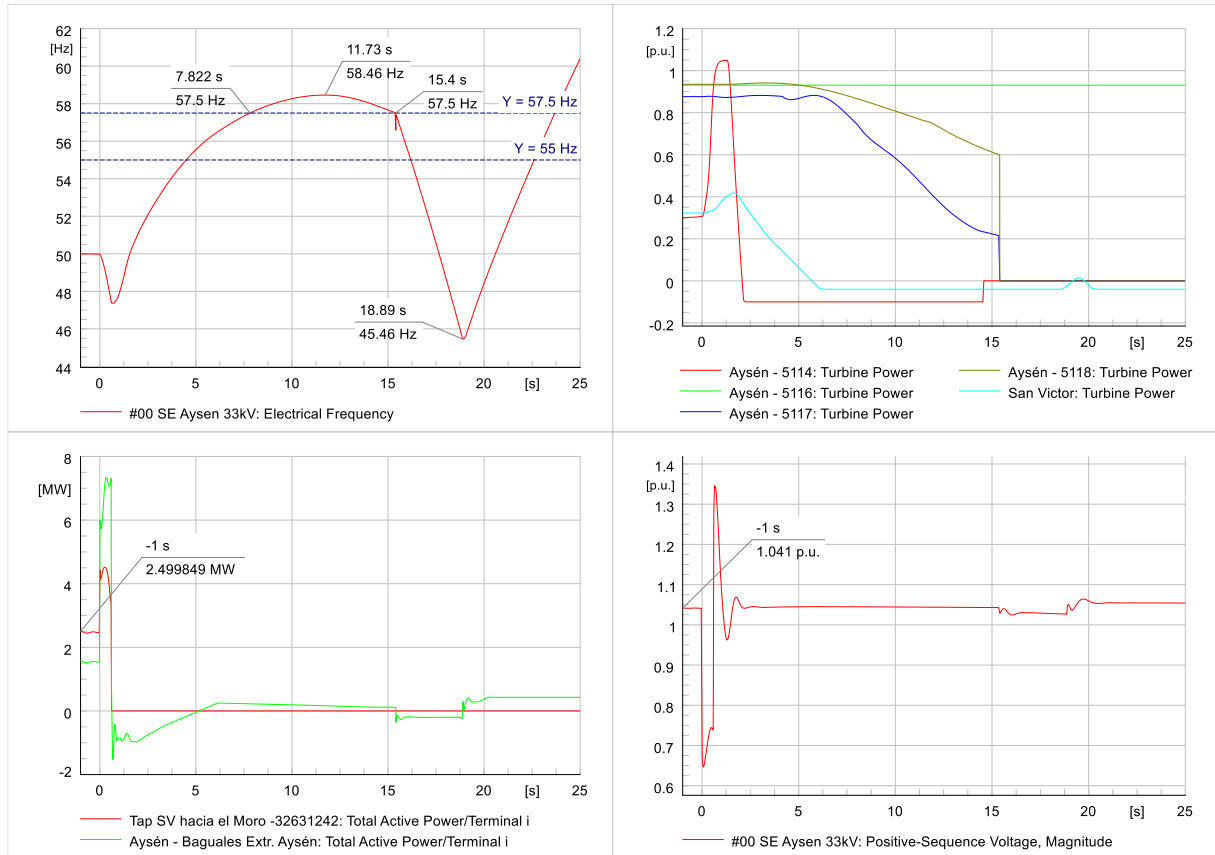 62
[Hz]
60
58
56
54
52
50
48
46
44
0
5
10
15
20
25
[s]
7.822 s
57.5 Hz
11.73 s
58.46 Hz
15.4 s
57.5 Hz
Y = 57.5 Hz
Y = 55 Hz
18.89 s
45.46 Hz
#00 SE Aysen 33kV: Electrical Frequency
1.2
[p.u.]
1
0.8
0.6
0.4
0.2
0
-0.2
0
5
10
15
20
25
[s]
Aysén - 5114: Turbine Power
Aysén - 5116: Turbine Power
Aysén - 5117: Turbine Power
Aysén - 5118: Turbine Power
San Victor: Turbine Power
8
[MW]
6
4
2
0
-2
0
5
10
15
20
25
[s]
-1 s
2.499849 MW
Tap SV hacia el Moro -32631242: Total Active Power/Terminal i
Aysén - Baguales Extr. Aysén: Total Active Power/Terminal i
1.4
[p.u.]
1.3
1.2
1.1
1
0.9
0.8
0.7
0.6
0
5
10
15
20
25
[s]
-1 s
1.041 p.u.
#00 SE Aysen 33kV: Positive-Sequence Voltage, Magnitude